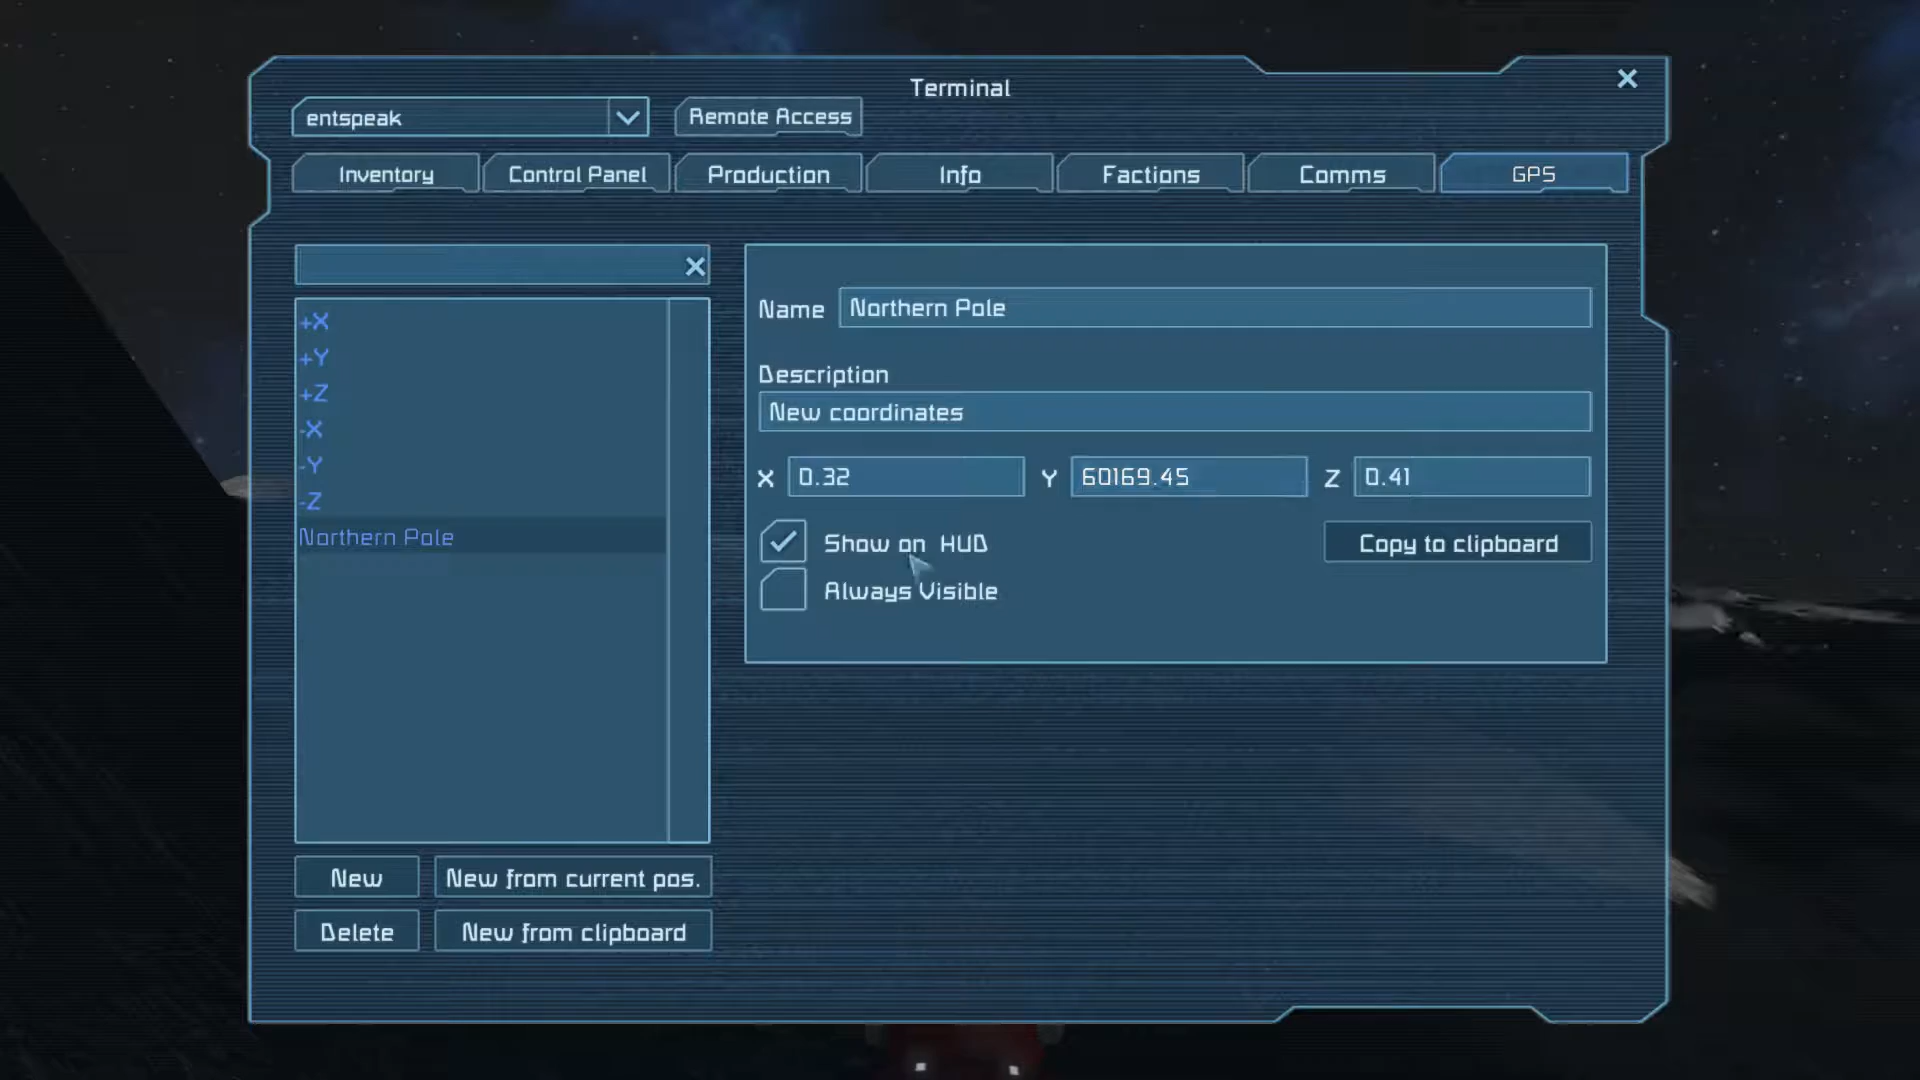 Terminal
entspeak
Remote Access
Inventory
Control Panel
Production
Info
Factions
Comms
GPS
+X
+Y
+Z
-X
-Y
-Z
Northern Pole
Name
Northern Pole
Description
New coordinates
X 0.32 Y 60169.45 Z 0.41
Show on HUD
Copy to clipboard
Always Visible
New
New from current pos.
Delete
New from clipboard